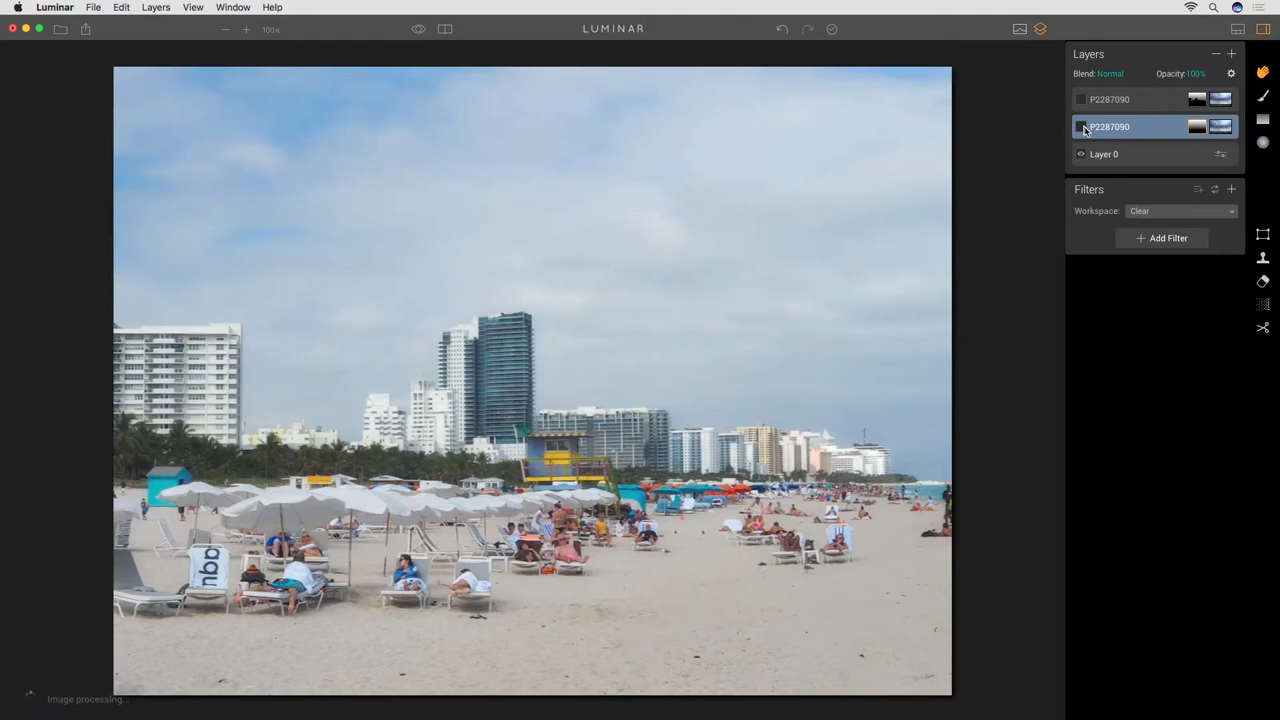 Luminar File Edit Layers View Window Help
100% LUMINAR
Layers
Blend: Normal Opacity: 100%
P2287090
P2287090
Layer 0
Filters
Workspace: Clear
Add Filter
Image processing...